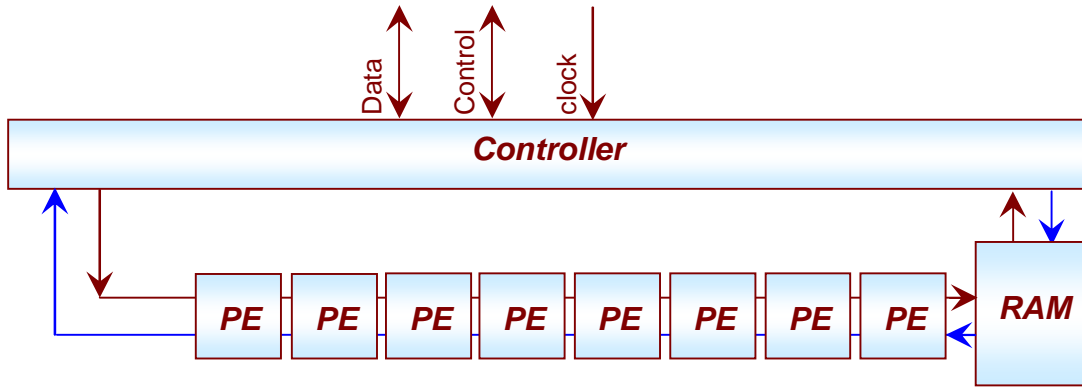 Data
Control
clock
Controller
PE PE PE PE PE PE PE PE RAM